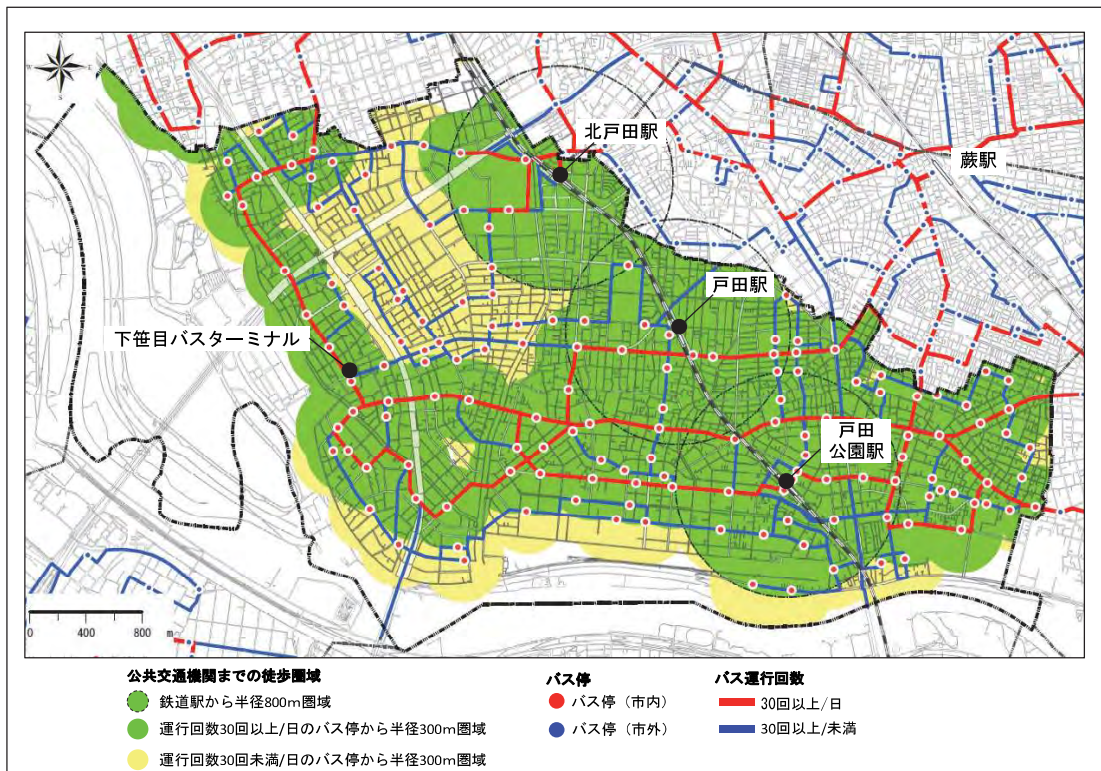 N
W
E
S
北戸田駅
蕨駅
戸田駅
下笹目バスターミナル
戸田
公園駅
0 400 800 m
公共交通機関までの徒歩圏域
鉄道駅から半径800m圏域
運行回数30回以上/日のバス停から半径300m圏域
運行回数30回未満/日のバス停から半径300m圏域
バス停
バス停（市内）
バス停（市外）
バス運行回数
30回以上/日
30回以上/未満